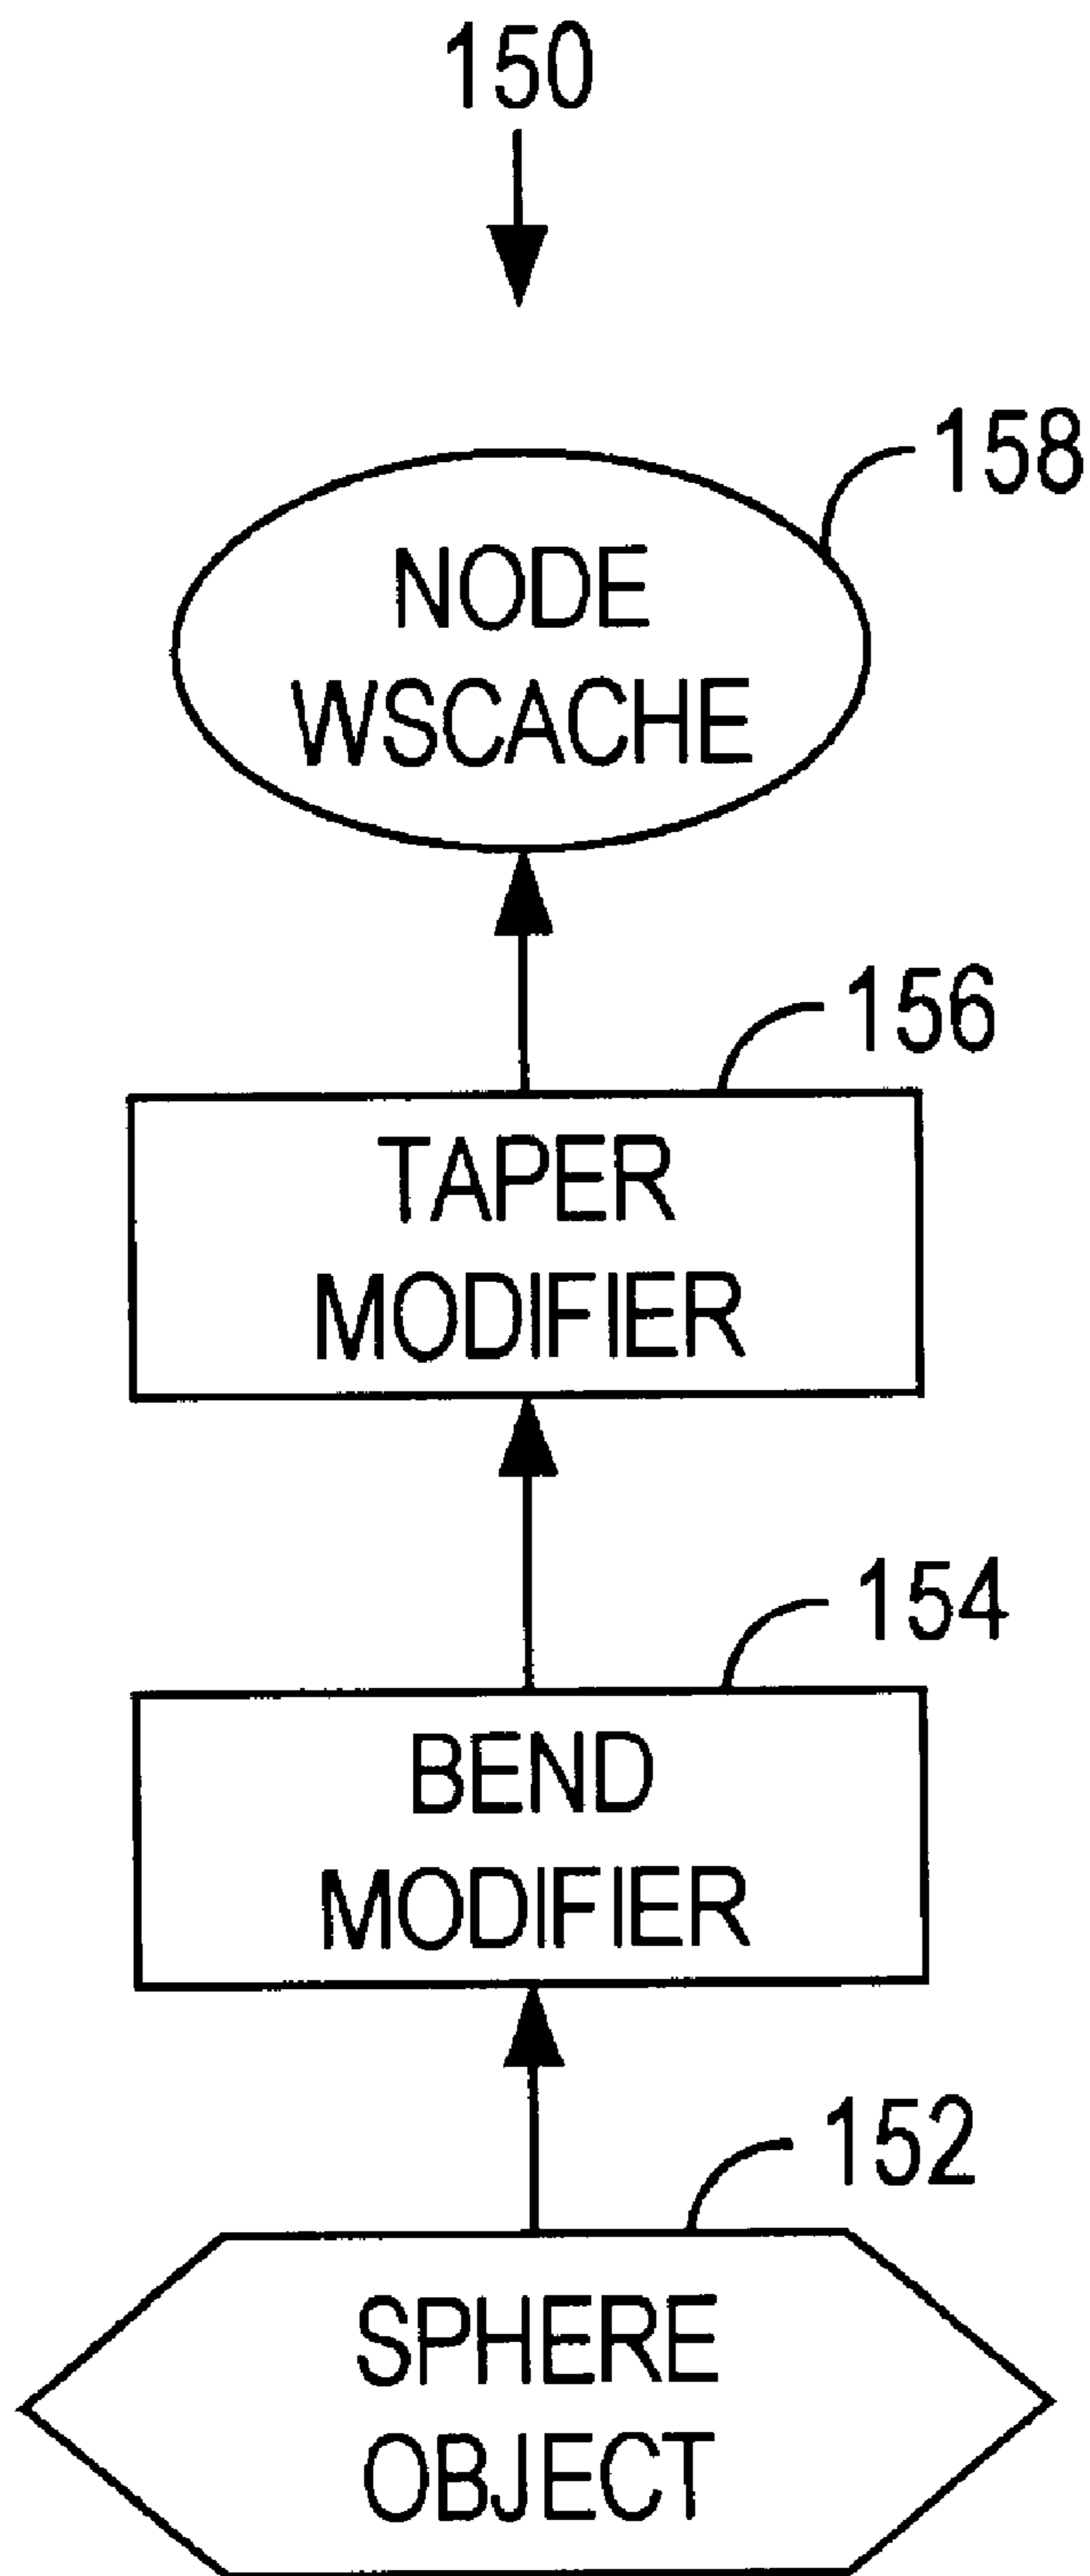 150
158
NODE
WSCACHE
156
TAPER
MODIFIER
154
BEND
MODIFIER
152
SPHERE
OBJECT